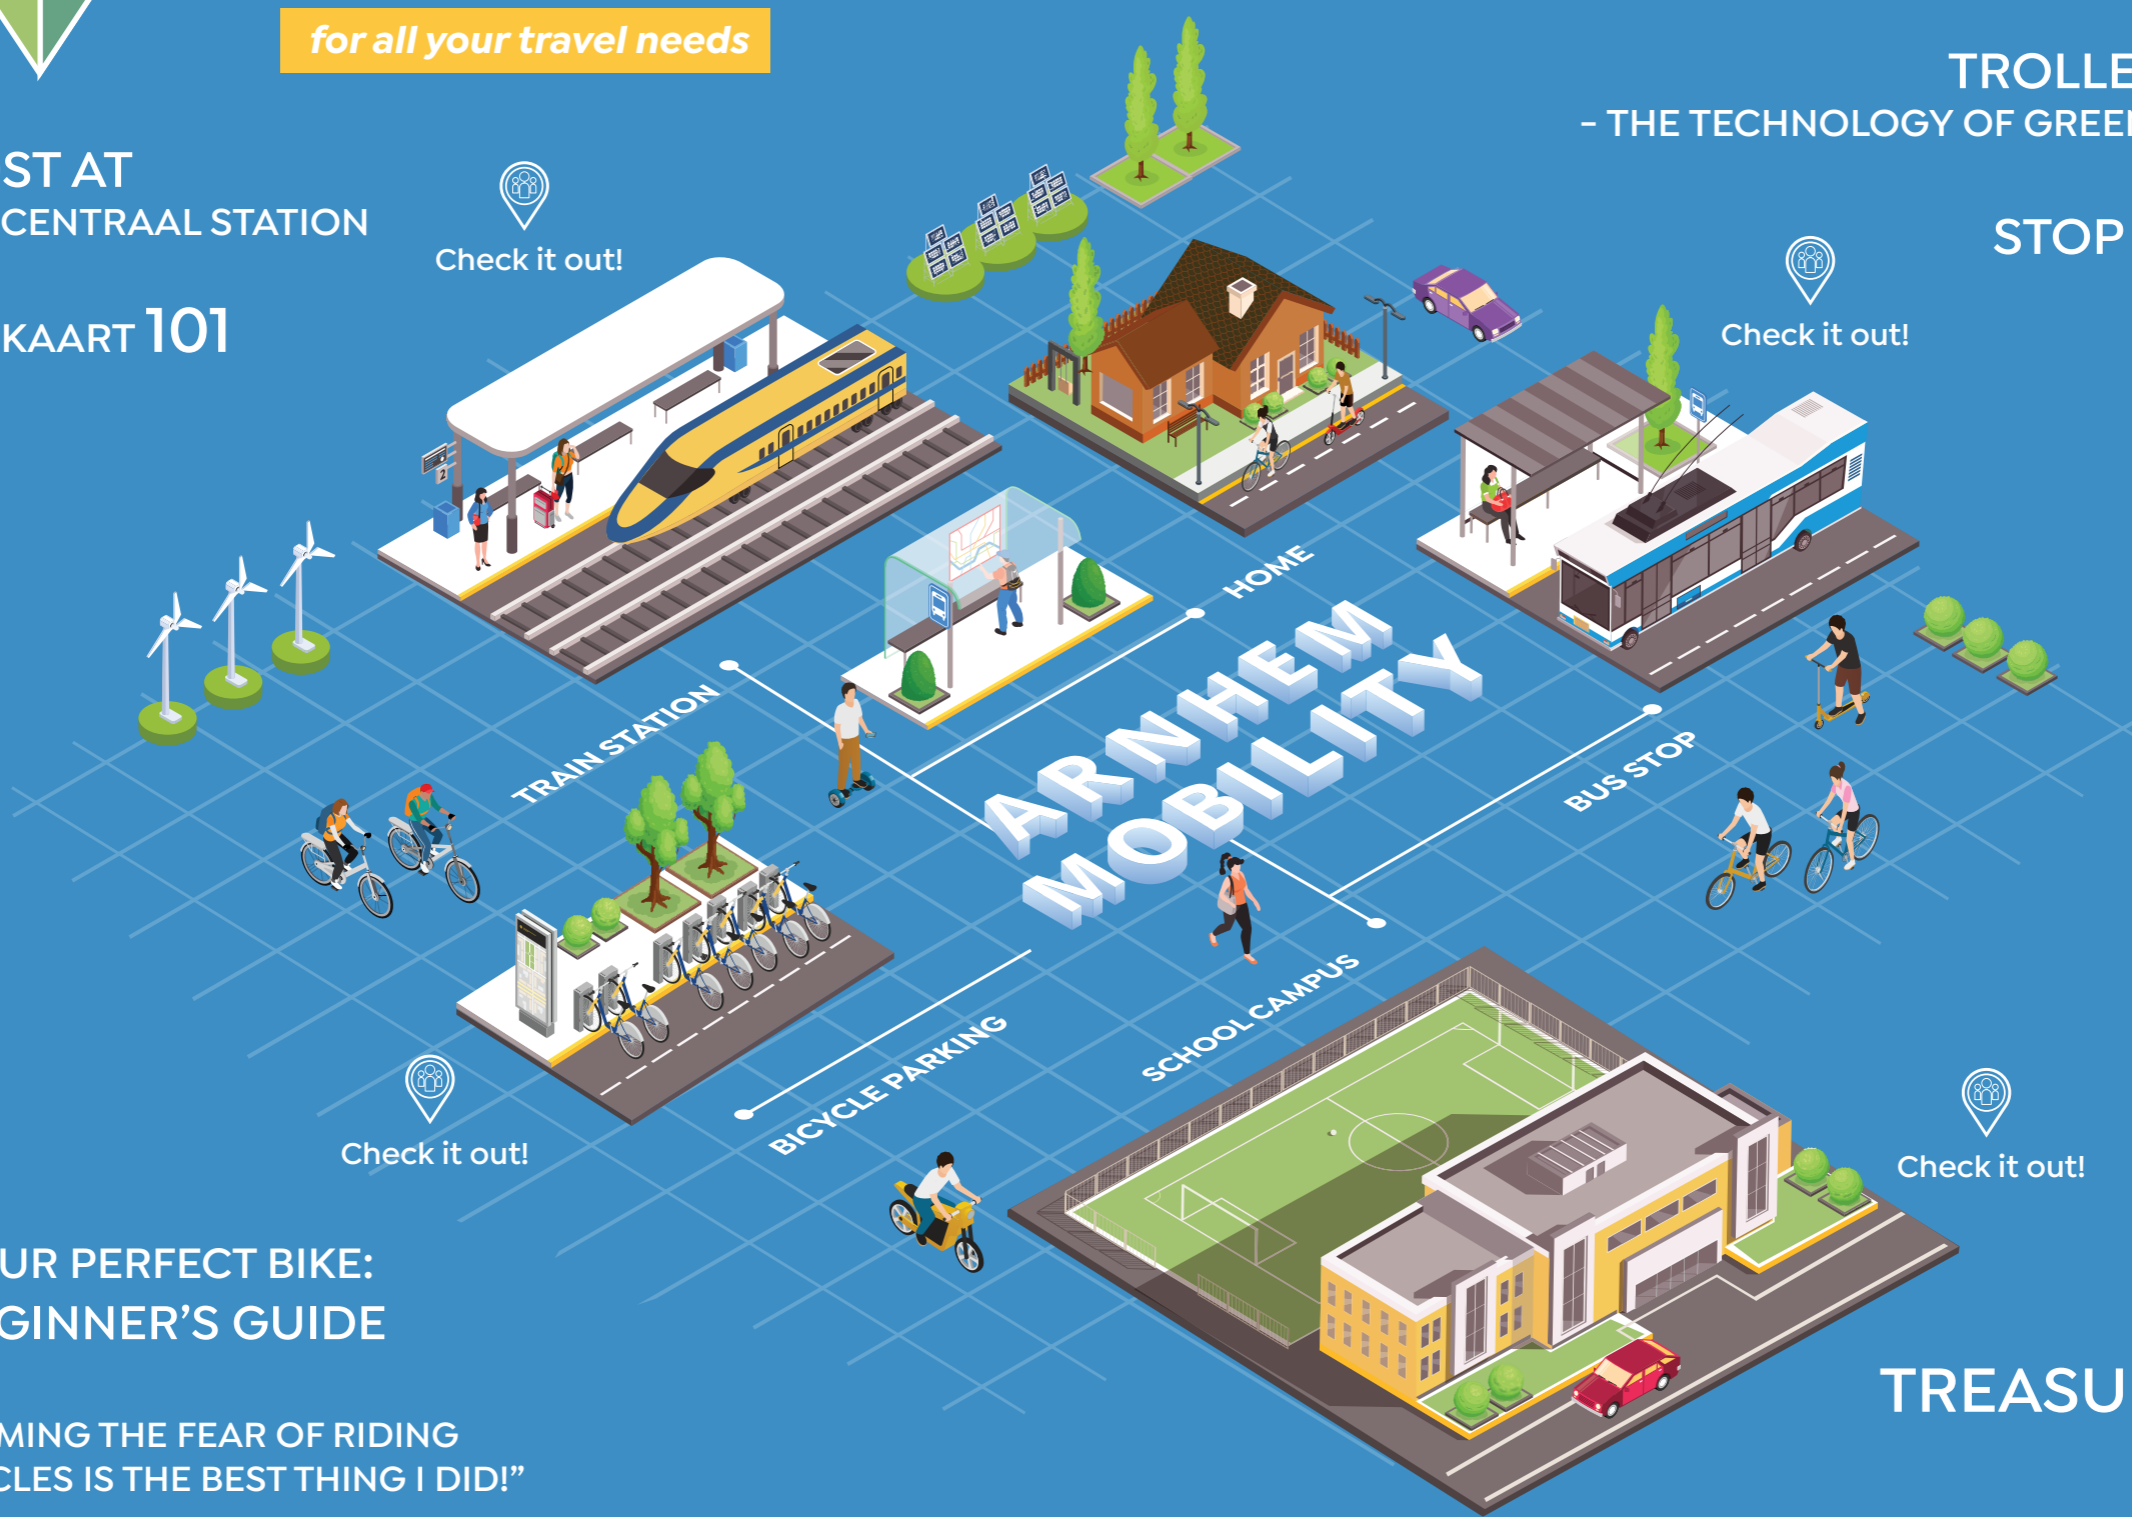 for all your travel needs
TROLLE
- THE TECHNOLOGY OF GREEN
ST AT
CENTRAAL STATION
KAART 101
Check it out!
STOP
Check it out!
2
HOME
ARNHEM
MOBILITY
TRAIN STATION
BUS STOP
SCHOOL CAMPUS
BICYCLE PARKING
Check it out!
Check it out!
UR PERFECT BIKE:
GINNER'S GUIDE
TREASU
MING THE FEAR OF RIDING
CLES IS THE BEST THING I DID!”